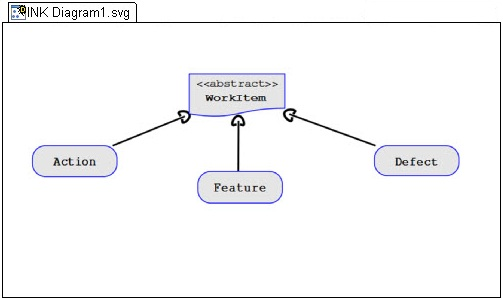 INK Diagram1.svg
<<abstract>>
WorkItem
Action
Feature
Defect